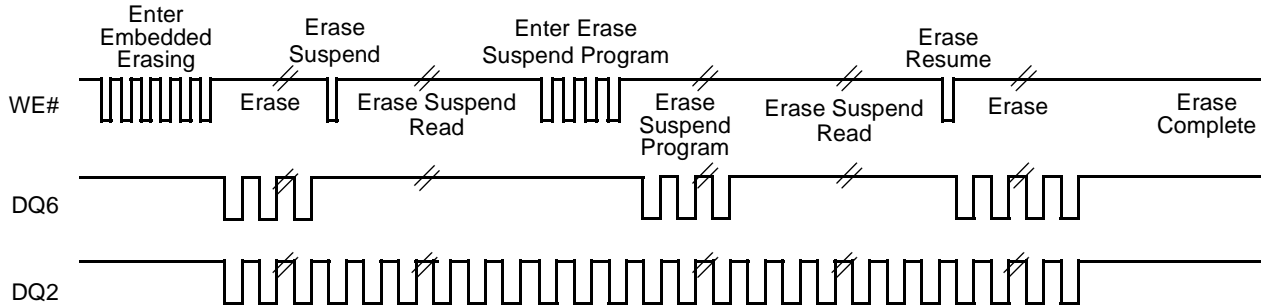 Enter
Embedded
Erasing
Erase
Suspend
Enter Erase
Suspend Program
Erase
Resume
WE#
Erase
Erase Suspend
Read
Erase
Suspend
Program
Erase Suspend
Read
Erase
Erase
Complete
DQ6
DQ2